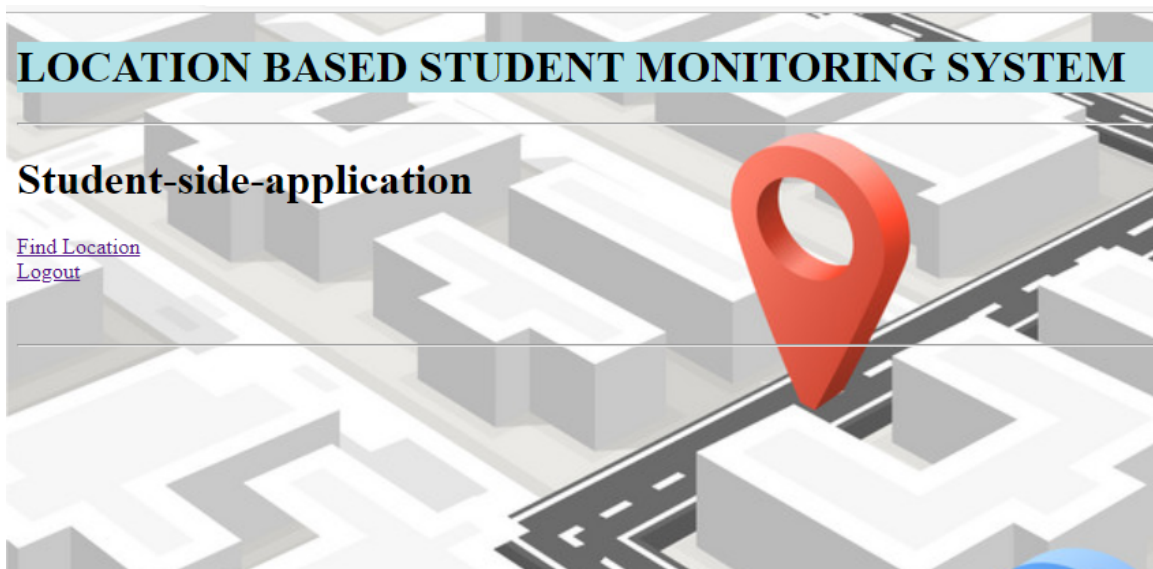 LOCATION BASED STUDENT MONITORING SYSTEM
Student-side-application
Find Location
Logout